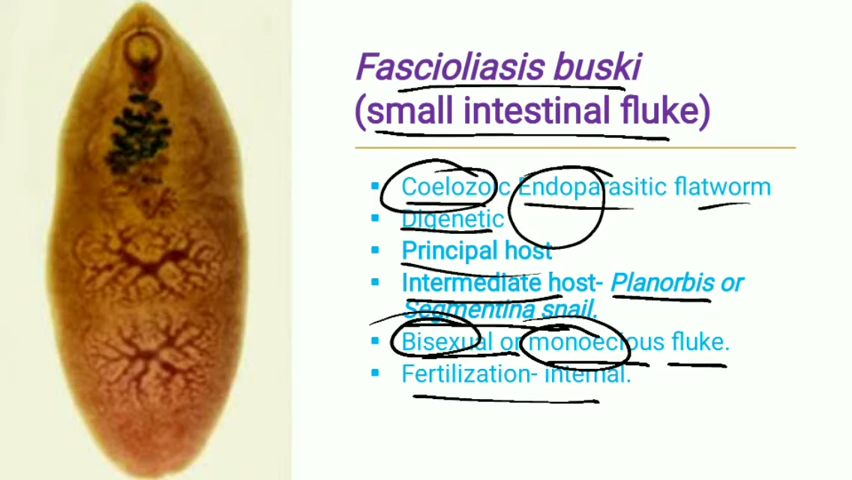 Fascioliasis buski
(small intestinal fluke)
Coelozoic Endoparasitic flatworm
Digenetic
Principal host
Intermediate host- Planorbis or
Segmentina snail.
Bisexual or monoecious fluke.
Fertilization- internal.